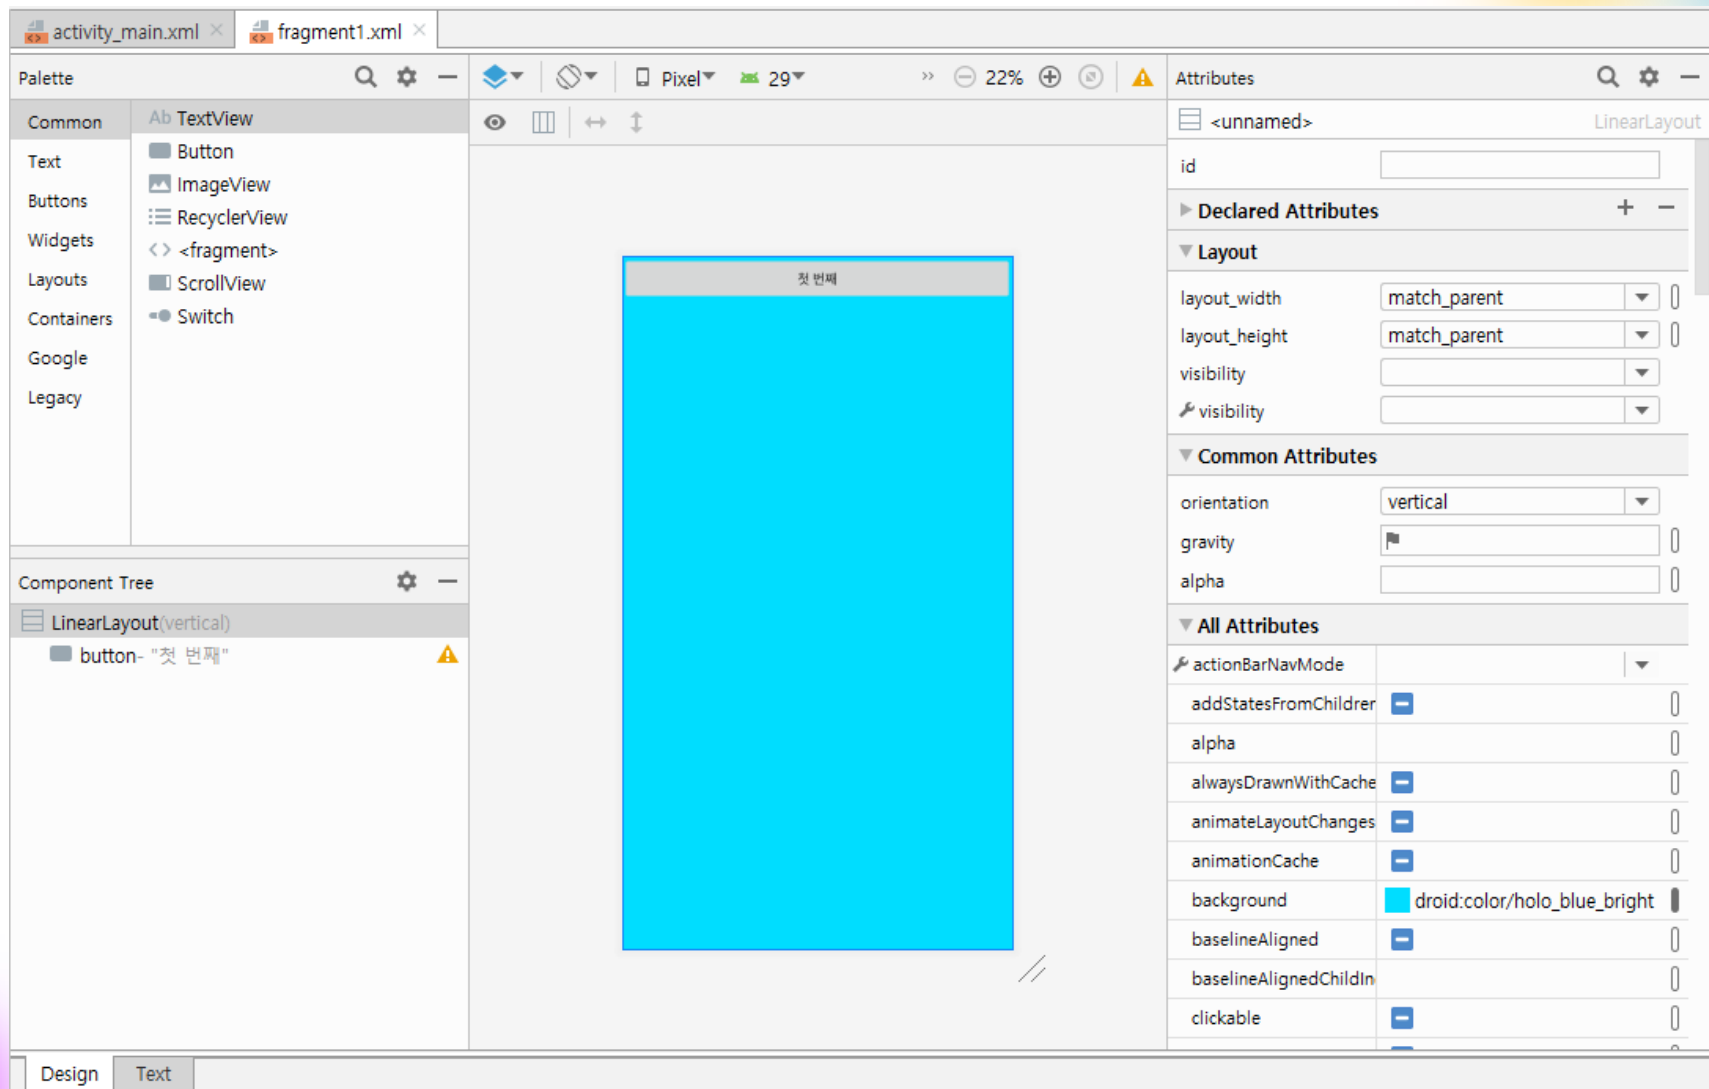 activity_main.xml
fragment1.xml
Palette
Common
Text
Buttons
Widgets
Layouts
Containers
Google
Legacy
Ab TextView
Button
ImageView
RecyclerView
<> <fragment>
ScrollView
Switch
Component Tree
LinearLayout(vertical)
button- "첫 번째"
Pixel
29
22%
첫 번째
Attributes
<unnamed> LinearLayout
id
Declared Attributes
Layout
layout_width match_parent
layout_height match_parent
visibility
visibility
Common Attributes
orientation vertical
gravity
alpha
All Attributes
actionBarNavMode
addStatesFromChildrer
alpha
alwaysDrawnWithCache
animateLayoutChanges
animationCache
background droid:color/holo_blue_bright
baselineAligned
baselineAlignedChildIn
clickable
Design
Text